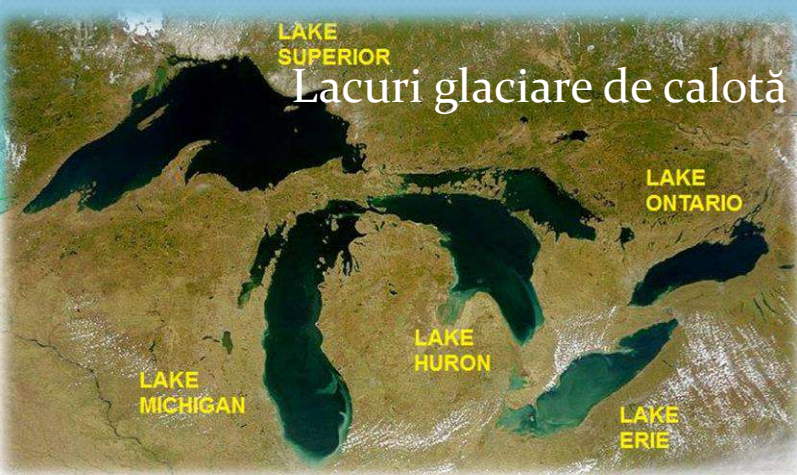 LAKE
SUPERIOR
Lacuri glaciare de calotă
LAKE
ONTARIO
LAKE
HURON
LAKE
MICHIGAN
LAKE
ERIE